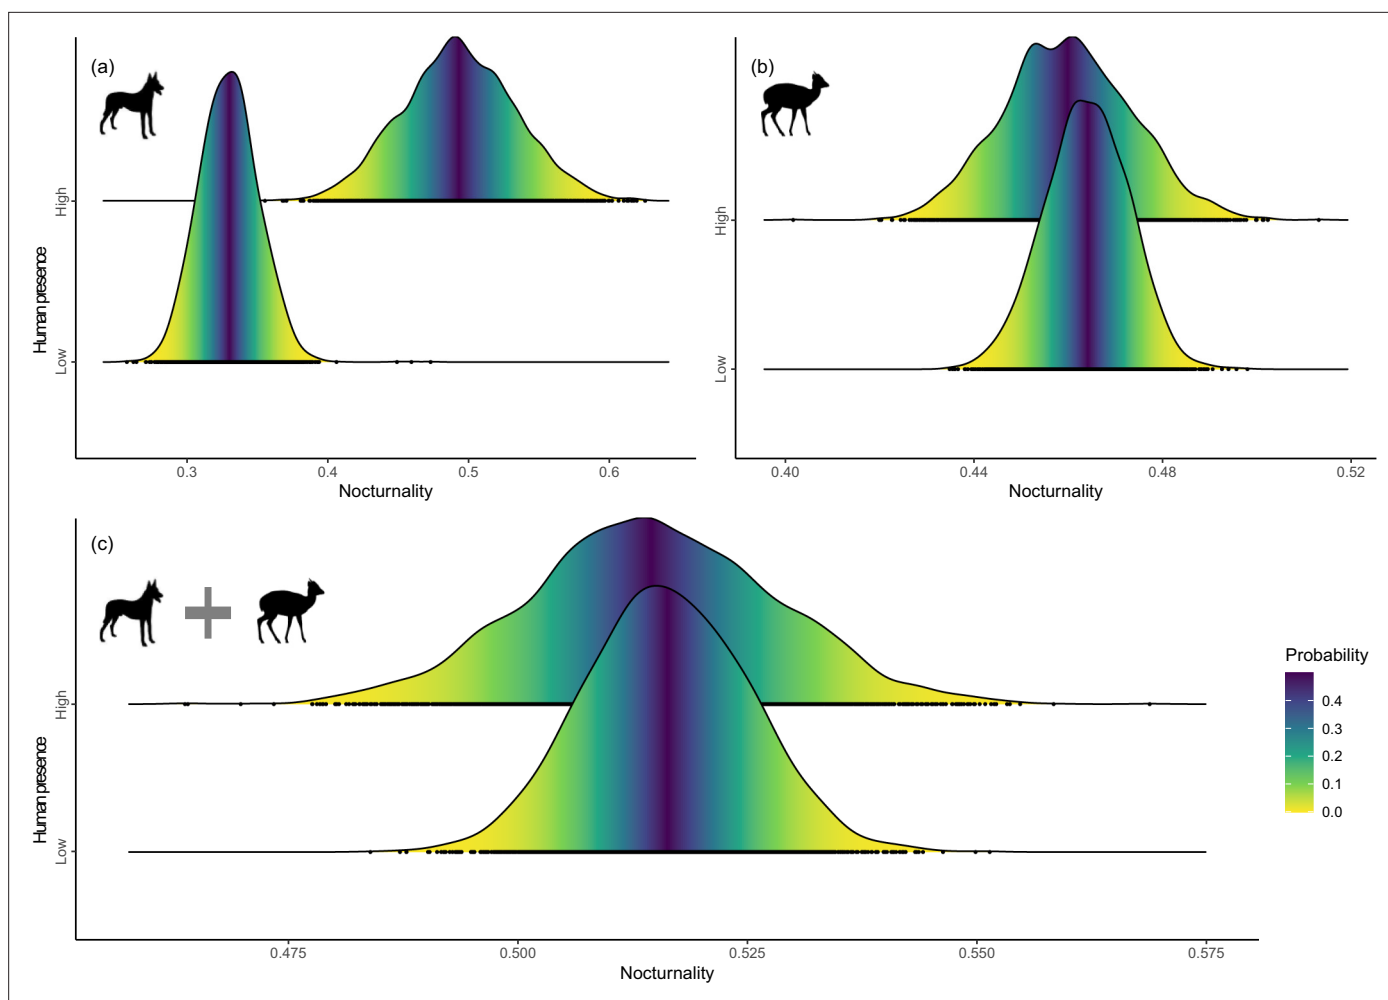 (a)
High
Low
Human presence
0.3 0.4 0.5 0.6
Nocturnality
(b)
High
Low
0.40 0.44 0.48 0.52
Nocturnality
(c)
High
Low
Human presence
0.475 0.500 0.525 0.550 0.575
Nocturnality
Probability
0.4
0.3
0.2
0.1
0.0